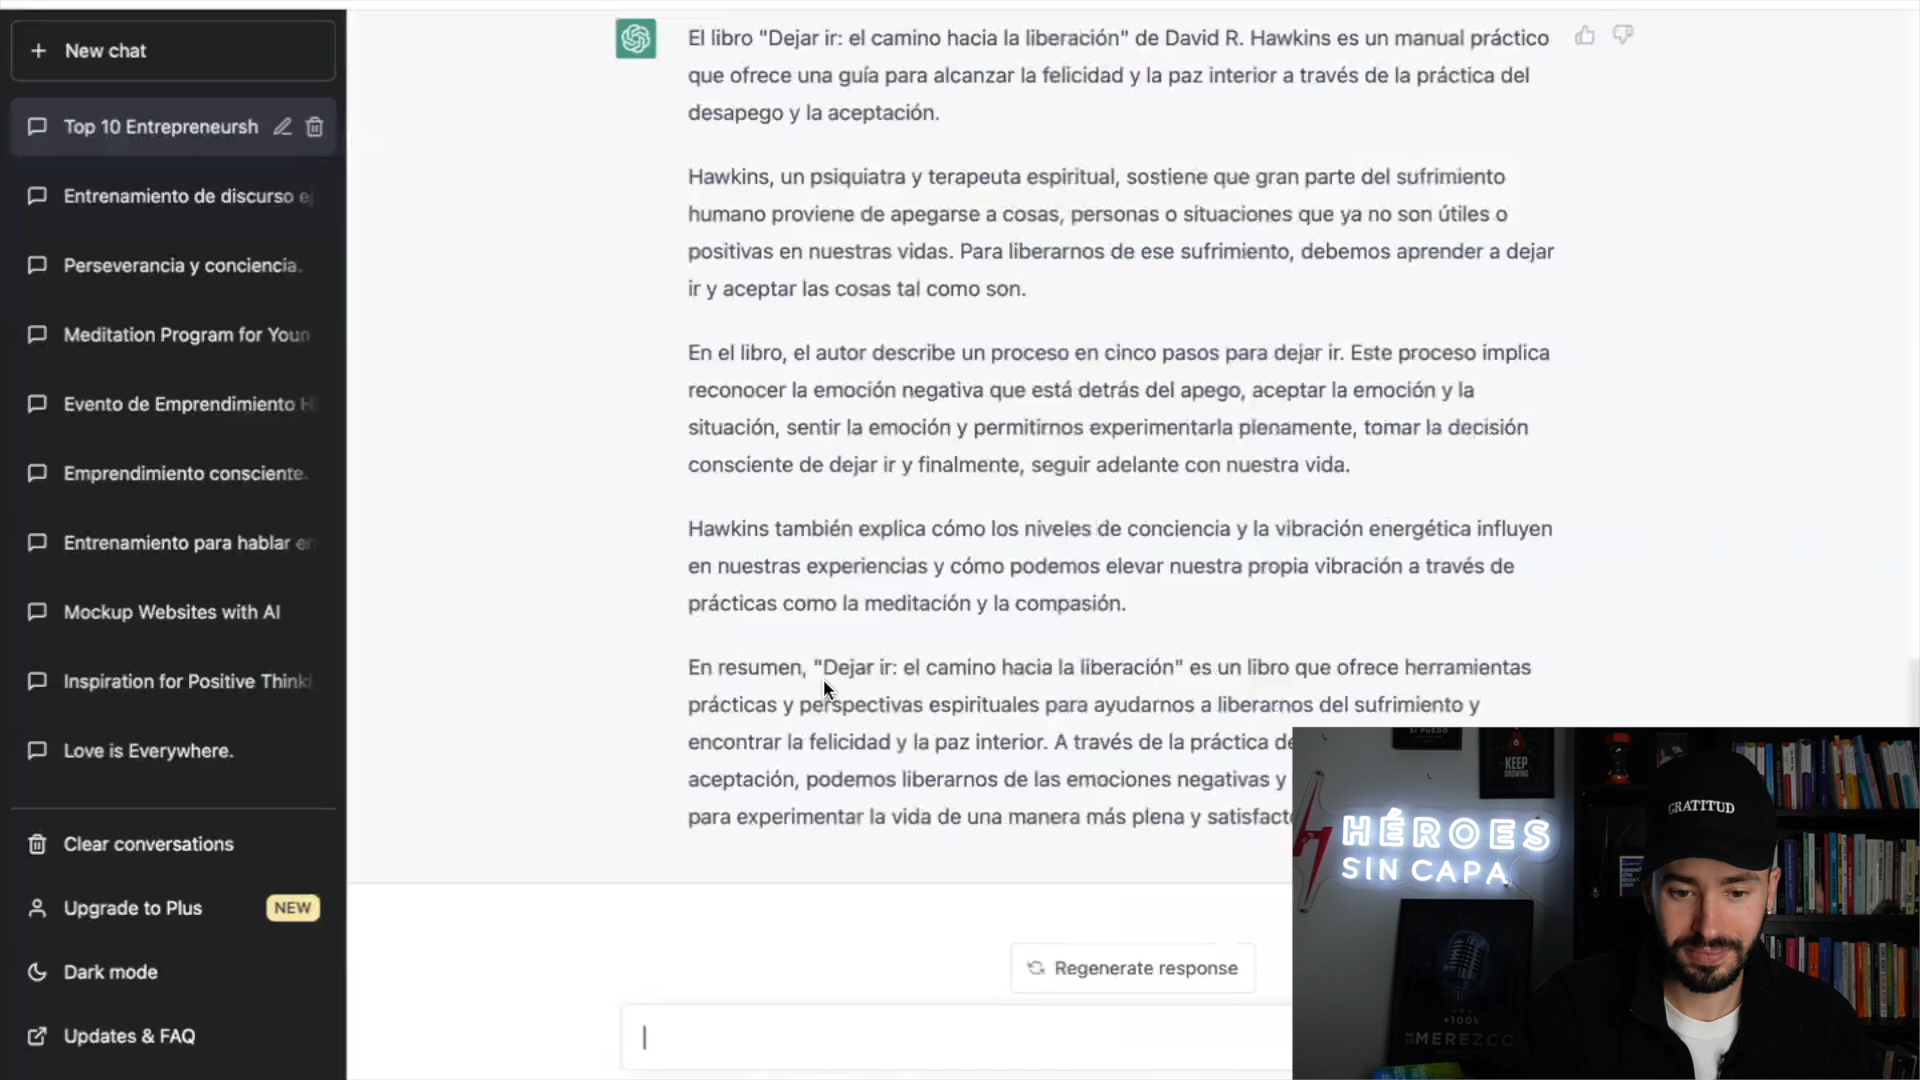 New chat
Top 10 Entrepreneursh
Entrenamiento de discurso ej
Perseverancia y conciencia.
Meditation Program for Youn
Evento de Emprendimiento H
Emprendimiento consciente.
Entrenamiento para hablar en
Mockup Websites with AI
Inspiration for Positive Thinki
Love is Everywhere.
Clear conversations
Upgrade to Plus NEW
Dark mode
Updates & FAQ
El libro "Dejar ir: el camino hacia la liberación" de David R. Hawkins es un manual práctico
que ofrece una guía para alcanzar la felicidad y la paz interior a través de la práctica del
desapego y la aceptación.
Hawkins, un psiquiatra y terapeuta espiritual, sostiene que gran parte del sufrimiento
humano proviene de apegarse a cosas, personas o situaciones que ya no son útiles o
positivas en nuestras vidas. Para liberarnos de ese sufrimiento, debemos aprender a dejar
ir y aceptar las cosas tal como son.
En el libro, el autor describe un proceso en cinco pasos para dejar ir. Este proceso implica
reconocer la emoción negativa que está detrás del apego, aceptar la emoción y la
situación, sentir la emoción y permitirnos experimentarla plenamente, tomar la decisión
consciente de dejar ir y finalmente, seguir adelante con nuestra vida.
Hawkins también explica cómo los niveles de conciencia y la vibración energética influyen
en nuestras experiencias y cómo podemos elevar nuestra propia vibración a través de
prácticas como la meditación y la compasión.
En resumen, "Dejar ir: el camino hacia la liberación" es un libro que ofrece herramientas
prácticas y perspectivas espirituales para ayudarnos a liberarnos del sufrimiento y
encontrar la felicidad y la paz interior. A través de la práctica de
aceptación, podemos liberarnos de las emociones negativas y
para experimentar la vida de una manera más plena y satisfacto
Regenerate response
SI PUEDO
KEEP
GROWING
HÉROES
SIN CAPA
GRATITUD
+100k
MEREZCO